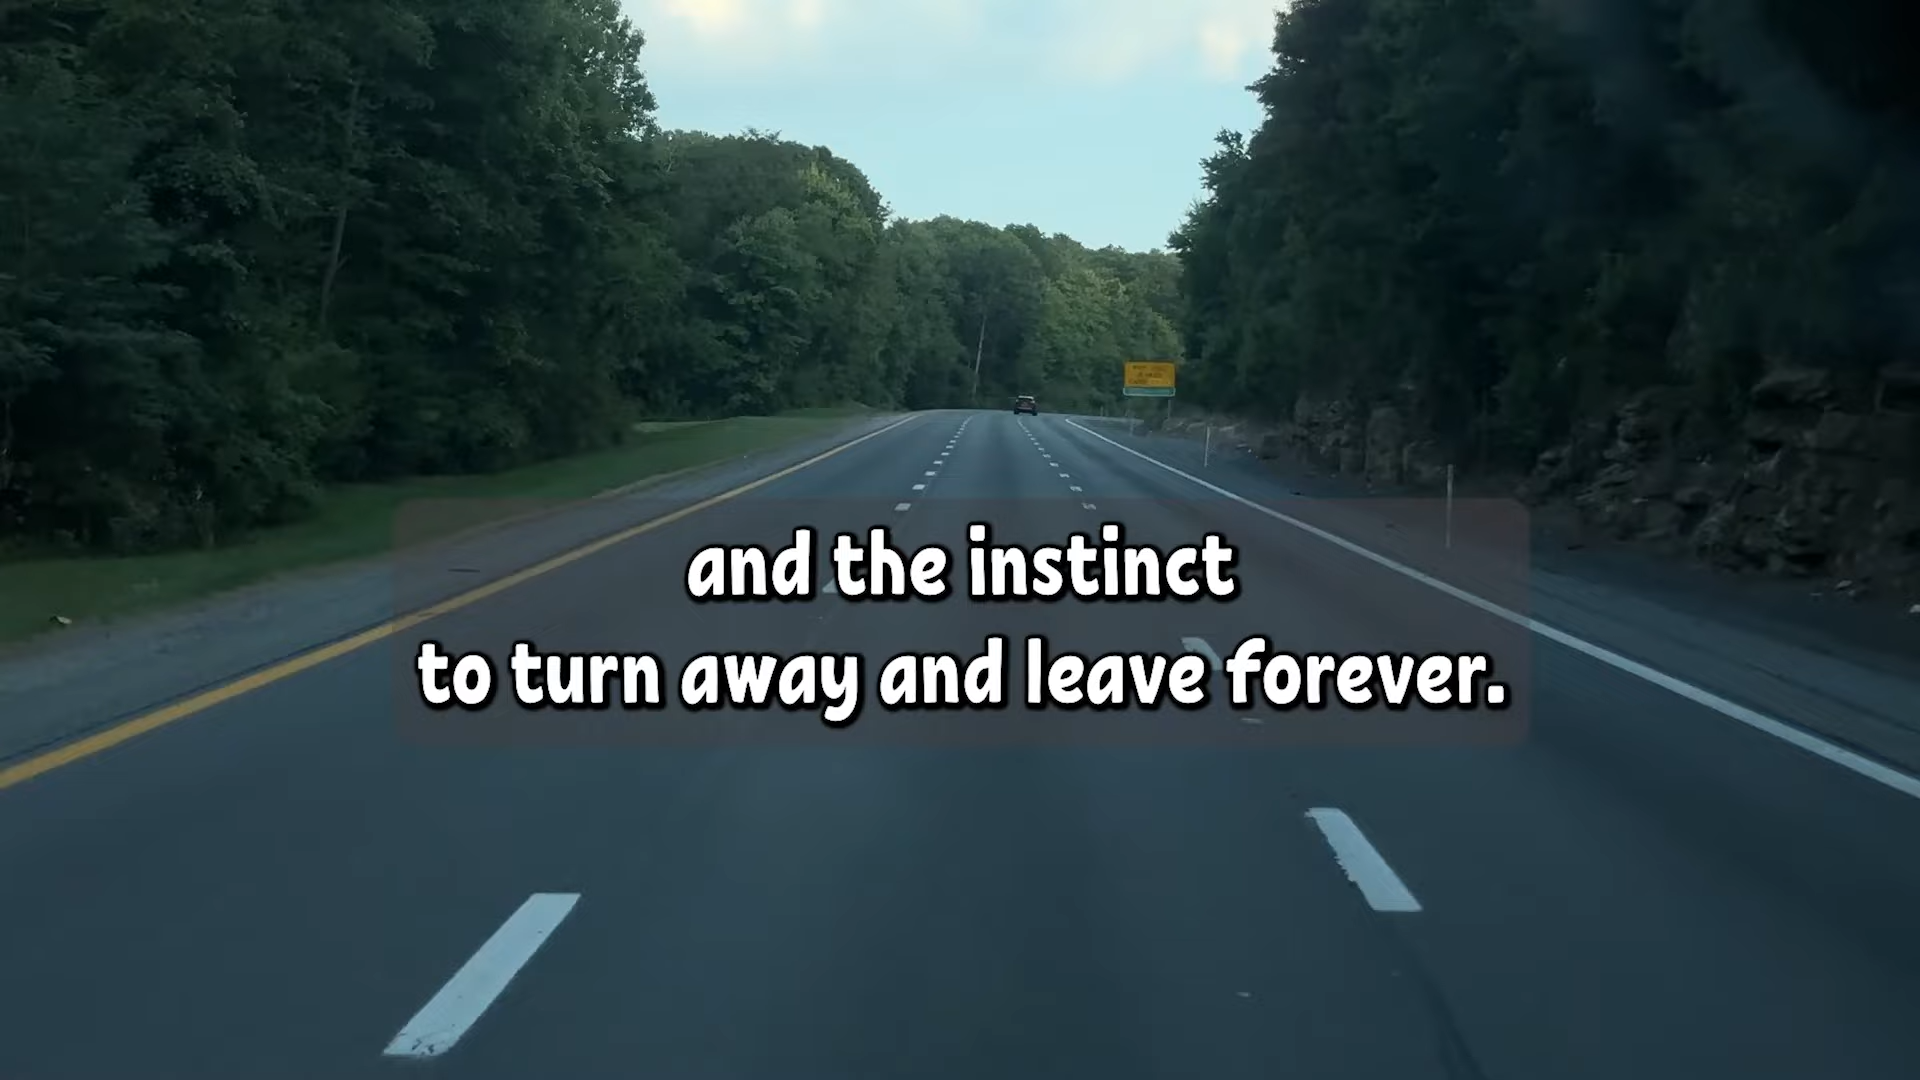 and the instinct
to turn away and leave forever.